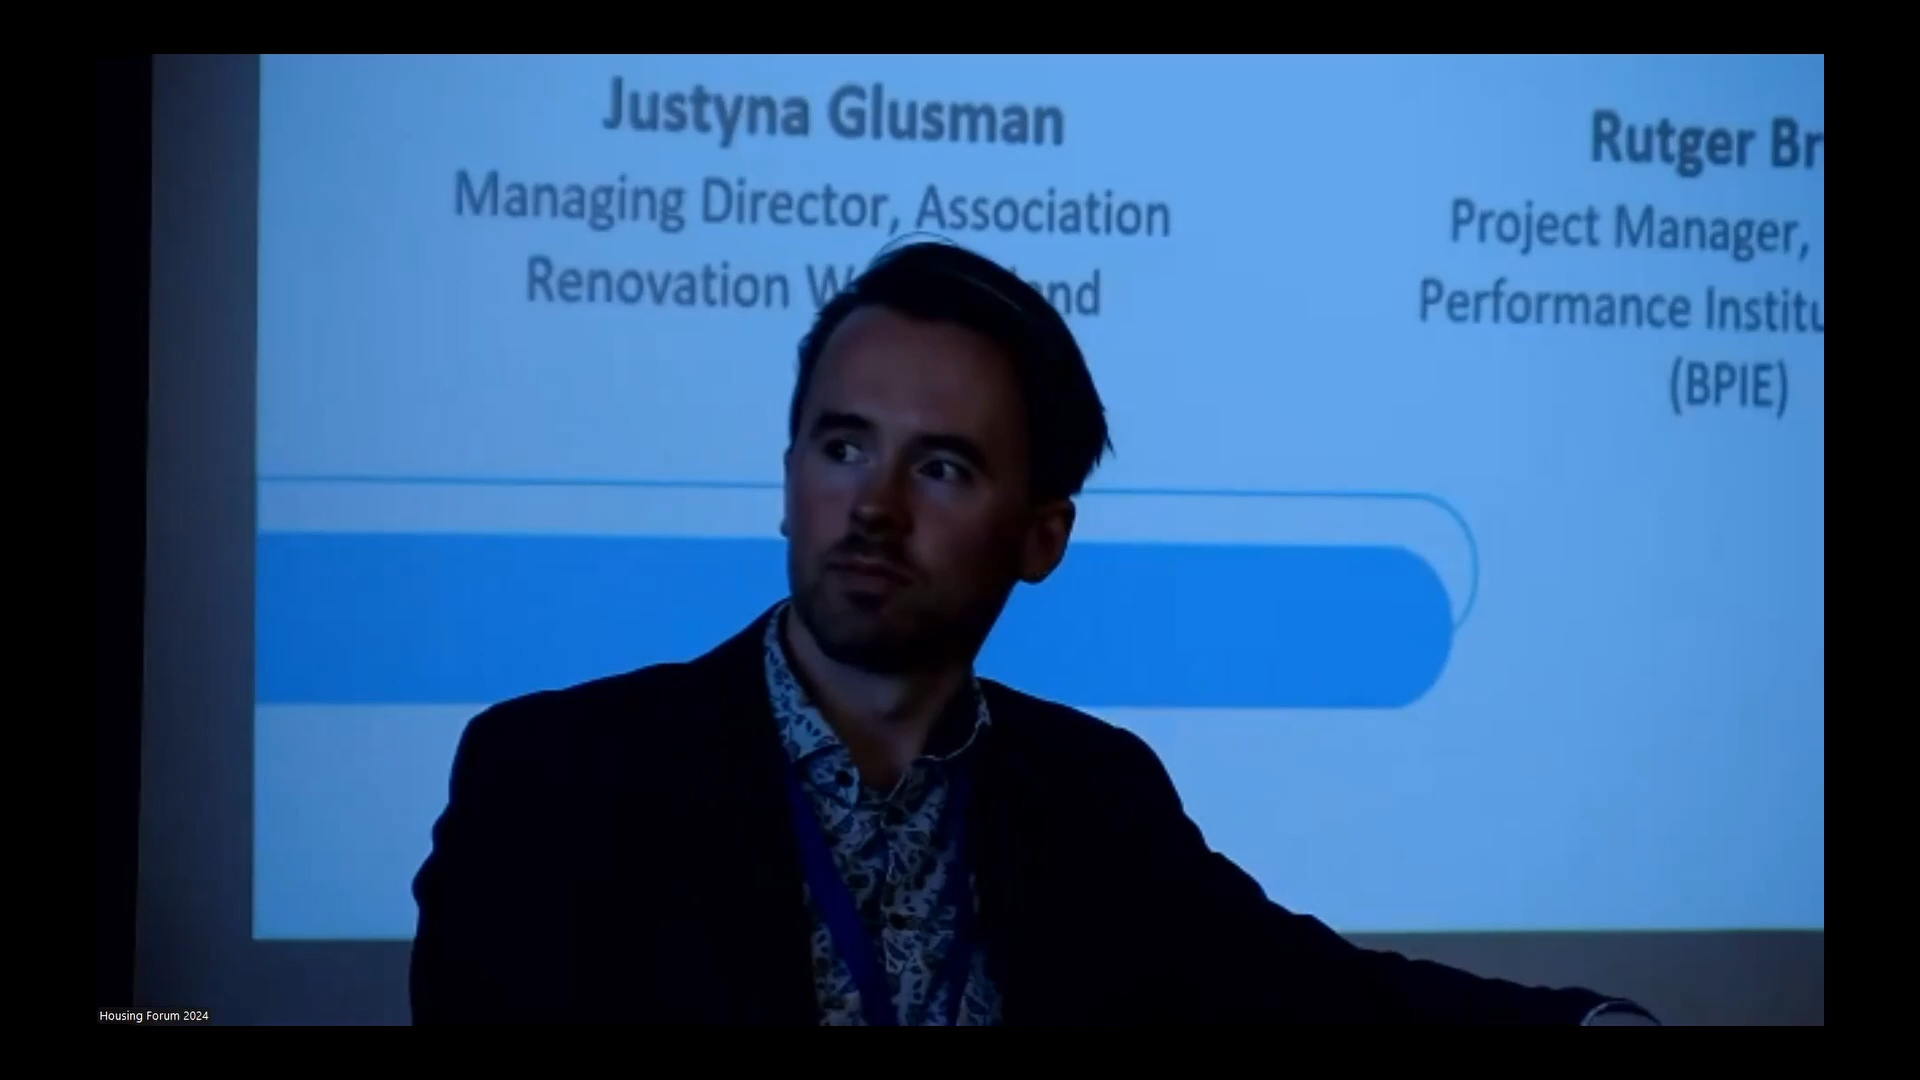 Justyna Glusman
Managing Director, Association
Renovation
Rutger
Project Manager,
Performance
(BPIE)
Housing Forum 2024